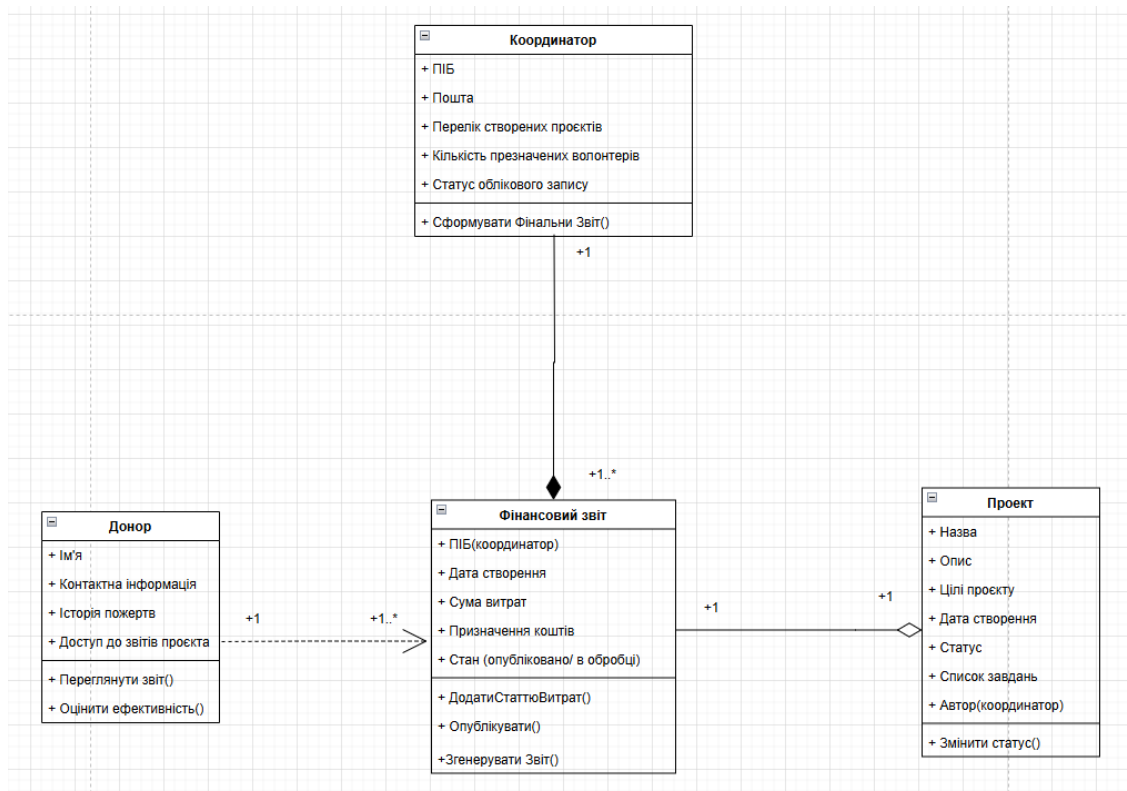 Координатор
+ ПІБ
+ Пошта
+ Перелік створених проєктів
+ Кількість презначених волонтерів
+ Статус облікового запису
+ Сформувати Фінальни Звіт()
+1
+1..*
Донор
+ Ім'я
+ Контактна інформація
+ Історія пожертв
+ Доступ до звітів проєкта
+ Переглянути звіт()
+ Оцінити ефективність()
+1
+1..*
Фінансовий звіт
+ ПІБ(координатор)
+ Дата створення
+ Сума витрат
+ Призначення коштів
+ Стан (опубліковано/ в обробці)
+ ДодатиСтаттюВитрат()
+ Опублікувати()
+Згенерувати Звіт()
+1
+1
Проект
+ Назва
+ Опис
+ Цілі проєкту
+ Дата створення
+ Статус
+ Список завдань
+ Автор(координатор)
+ Змінити статус()